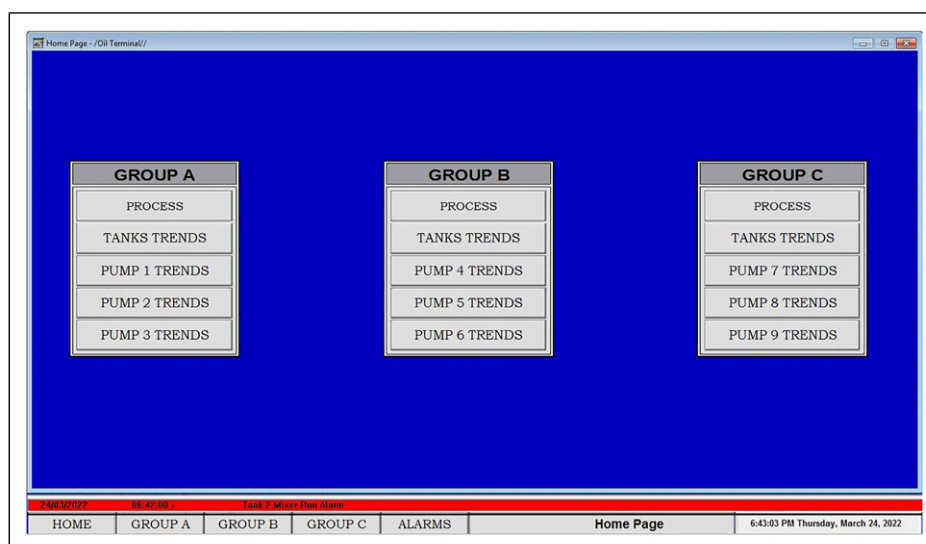 Home Page - /Oil Terminal//
GROUP A
PROCESS
TANKS TRENDS
PUMP 1 TRENDS
PUMP 2 TRENDS
PUMP 3 TRENDS
GROUP B
PROCESS
TANKS TRENDS
PUMP 4 TRENDS
PUMP 5 TRENDS
PUMP 6 TRENDS
GROUP C
PROCESS
TANKS TRENDS
PUMP 7 TRENDS
PUMP 8 TRENDS
PUMP 9 TRENDS
24/03/2022 06:42:00 Tank 2 Mixer Run Alarm
HOME GROUP A GROUP B GROUP C ALARMS Home Page 6:43:03 PM Thursday, March 24, 2022